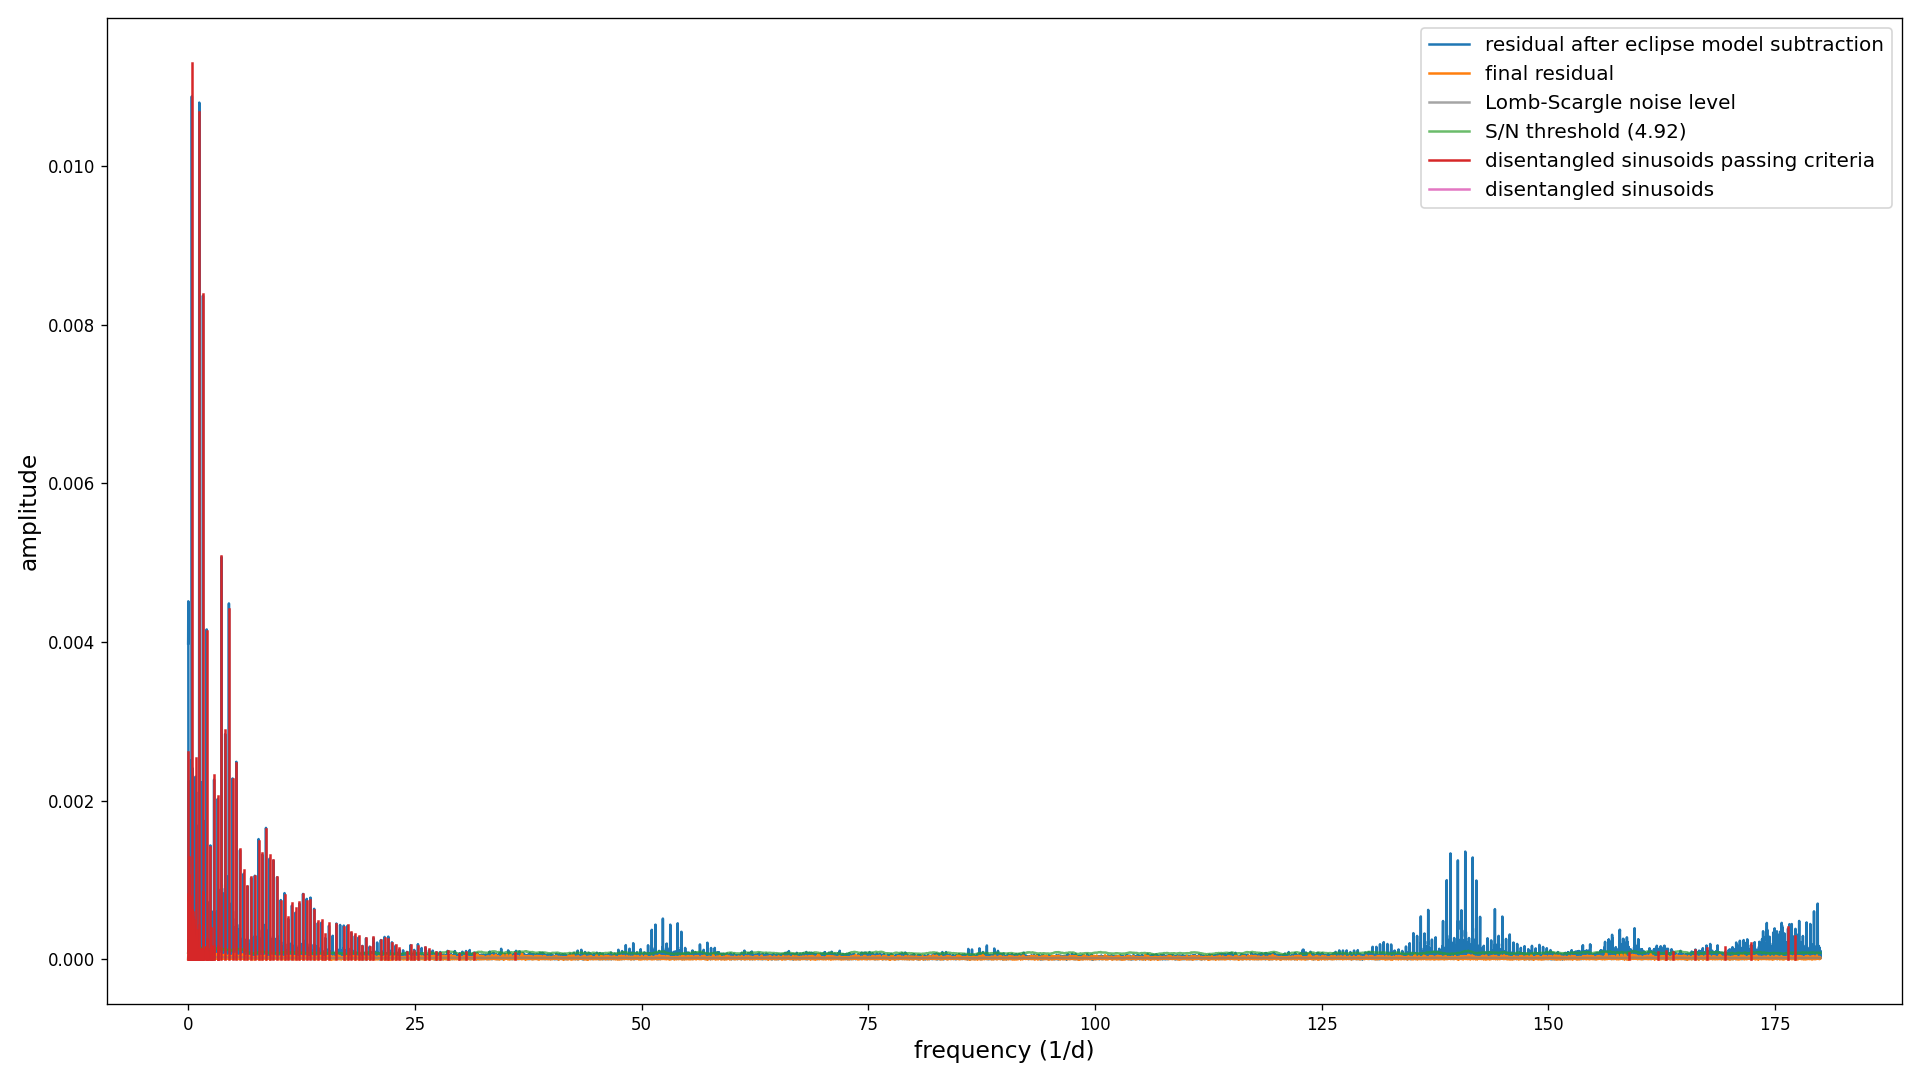 residual after eclipse model subtraction
final residual
Lomb-Scargle noise level
S/N threshold (4.92)
disentangled sinusoids passing criteria
disentangled sinusoids
amplitude
0.010
0.008
0.006
0.004
0.002
0.000
0 25 50 75 100 125 150 175
frequency (1/d)